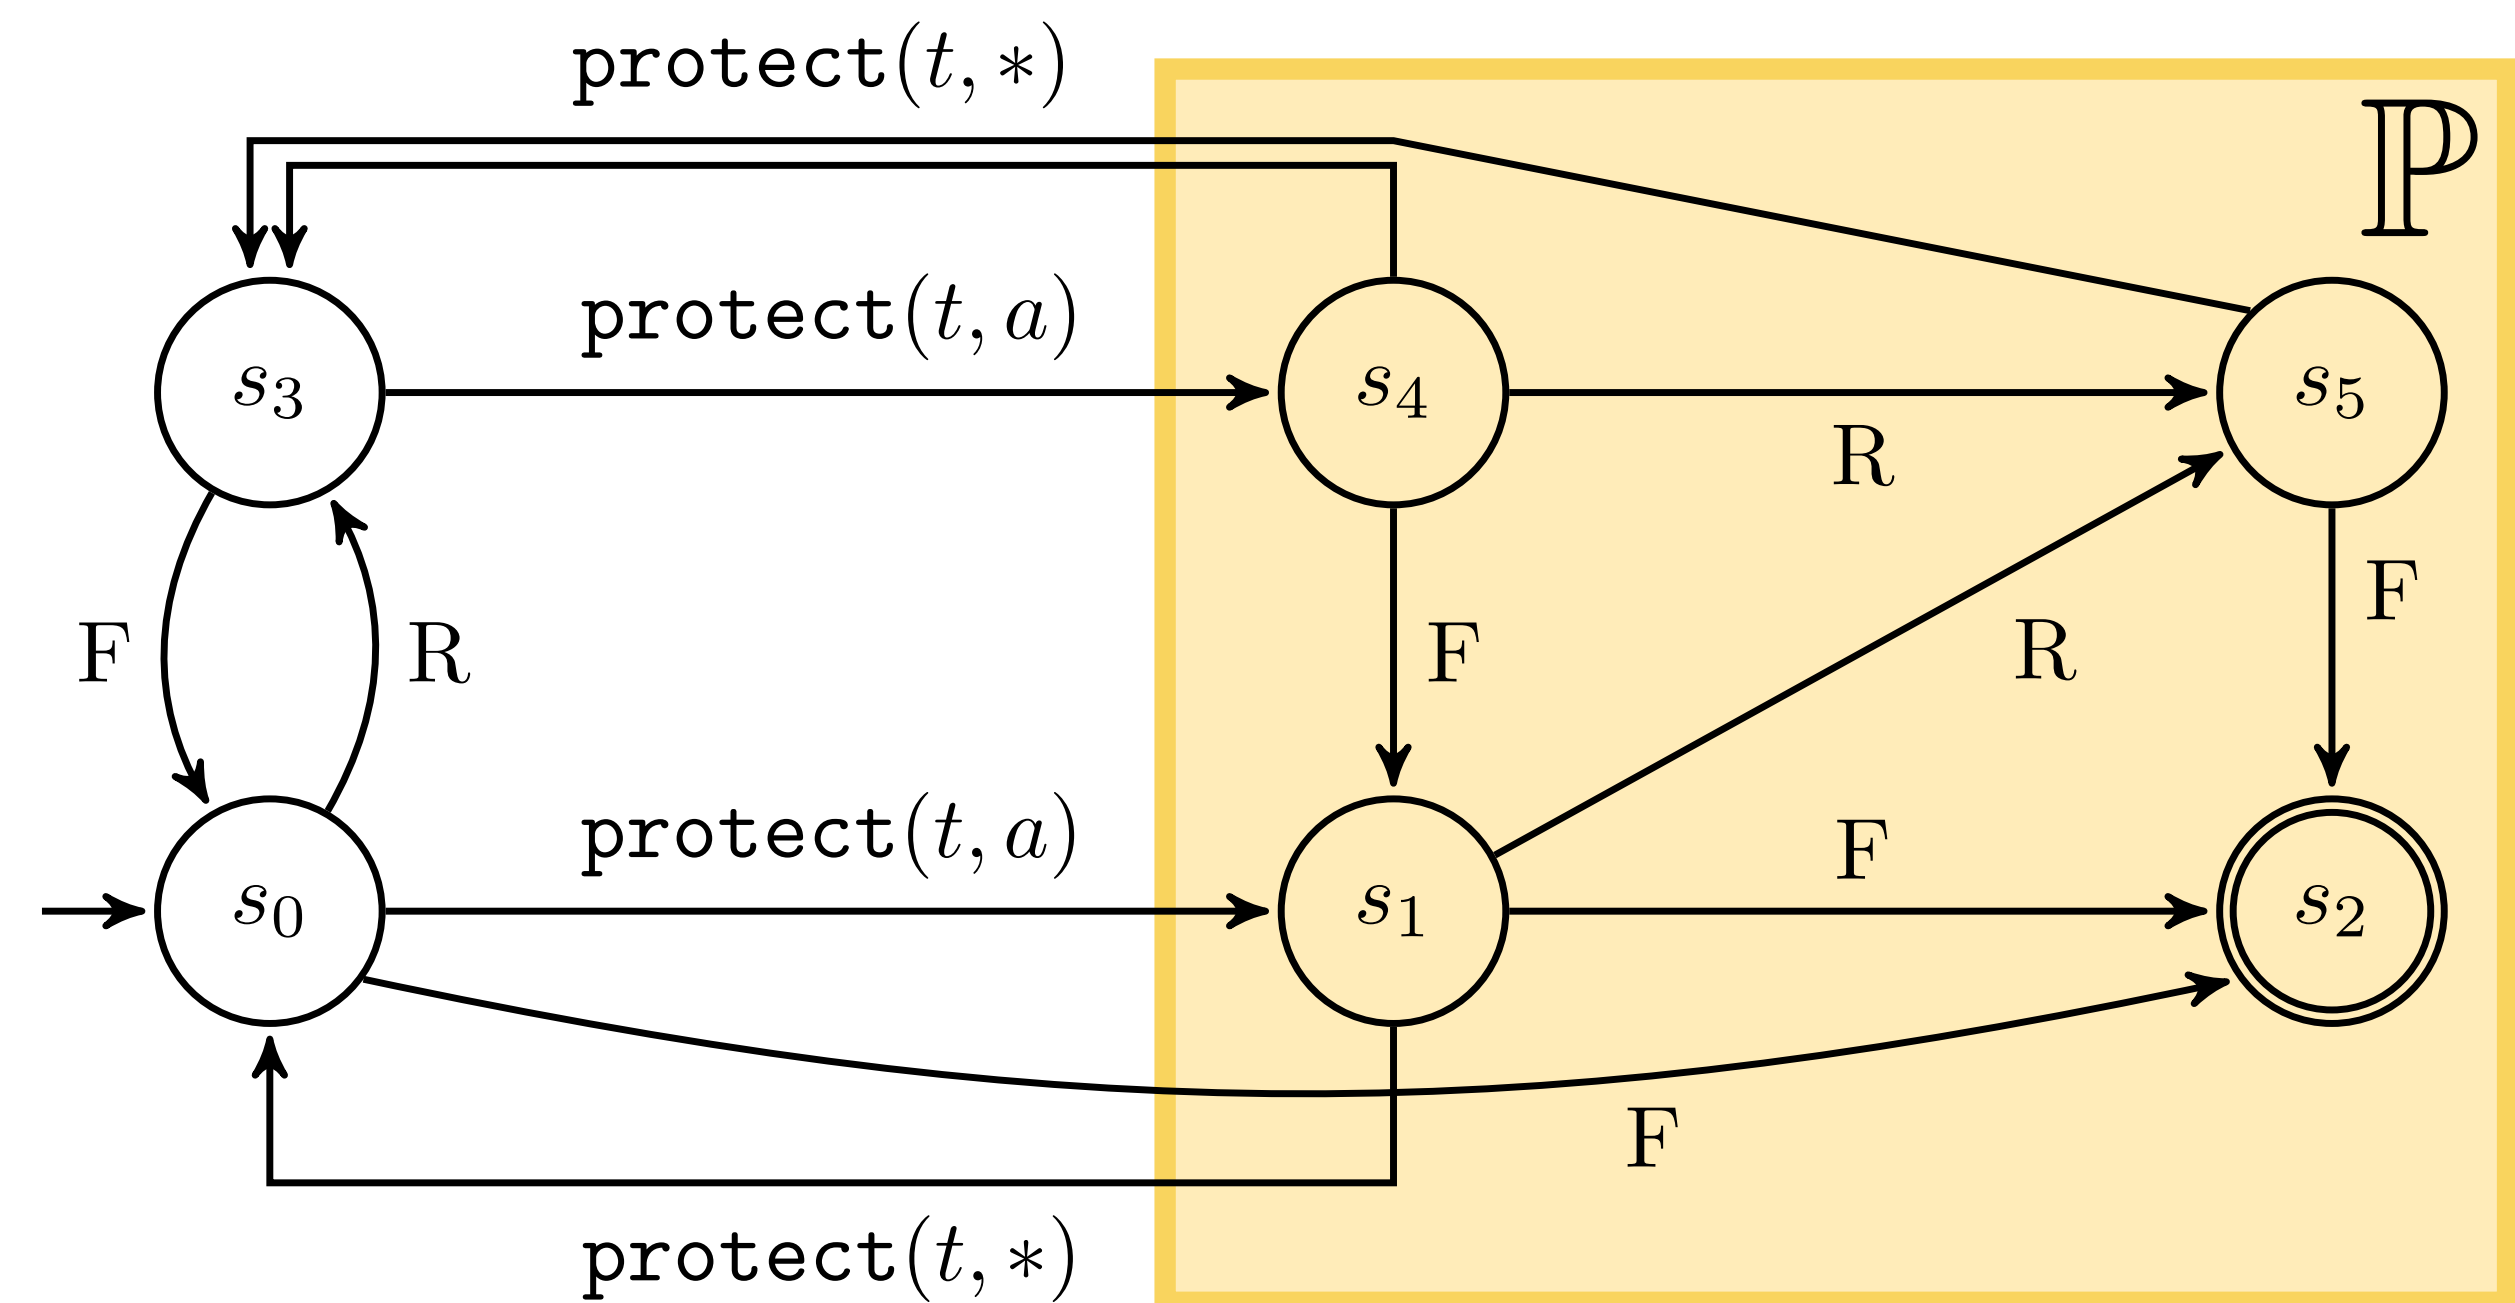 protect(t, *)
ℙ
protect(t, a)
s₃
s₄
s₅
R
F
F
R
F
R
protect(t, a)
F
s₀
s₁
s₂
F
protect(t, *)